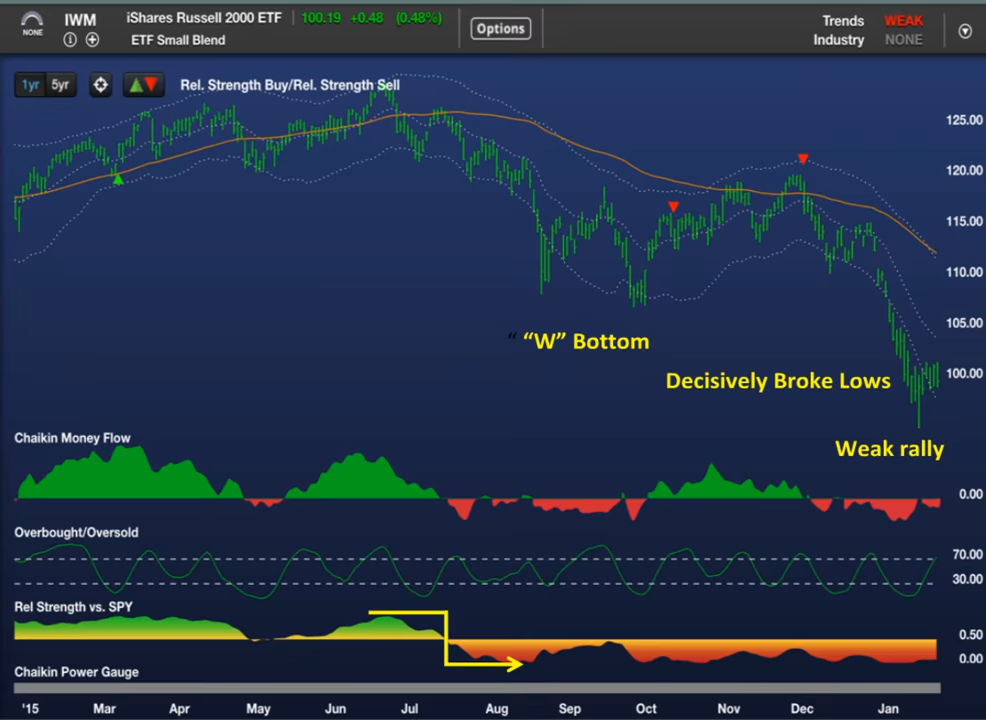 NONE
IWM
iShares Russell 2000 ETF
100.19 +0.48 (0.48%)
ETF Small Blend
Options
Trends WEAK
Industry NONE
1yr 5yr
Rel. Strength Buy/Rel. Strength Sell
125.00
120.00
115.00
110.00
105.00
100.00
“ “W” Bottom
Decisively Broke Lows
Weak rally
Chaikin Money Flow
0.00
Overbought/Oversold
70.00
30.00
Rel Strength vs. SPY
0.50
0.00
Chaikin Power Gauge
'15 Mar Apr May Jun Jul Aug Sep Oct Nov Dec Jan